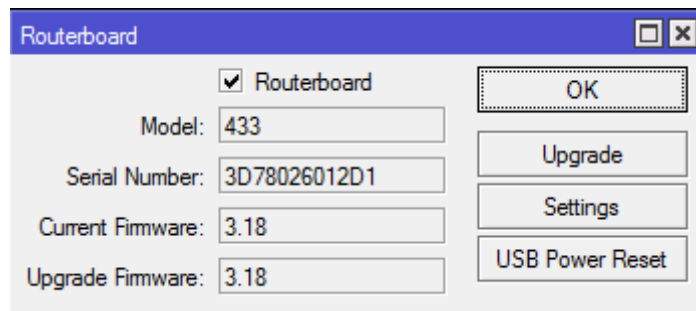 Routerboard
Routerboard
OK
Model: 433
Upgrade
Serial Number: 3D78026012D1
Settings
Current Firmware: 3.18
USB Power Reset
Upgrade Firmware: 3.18